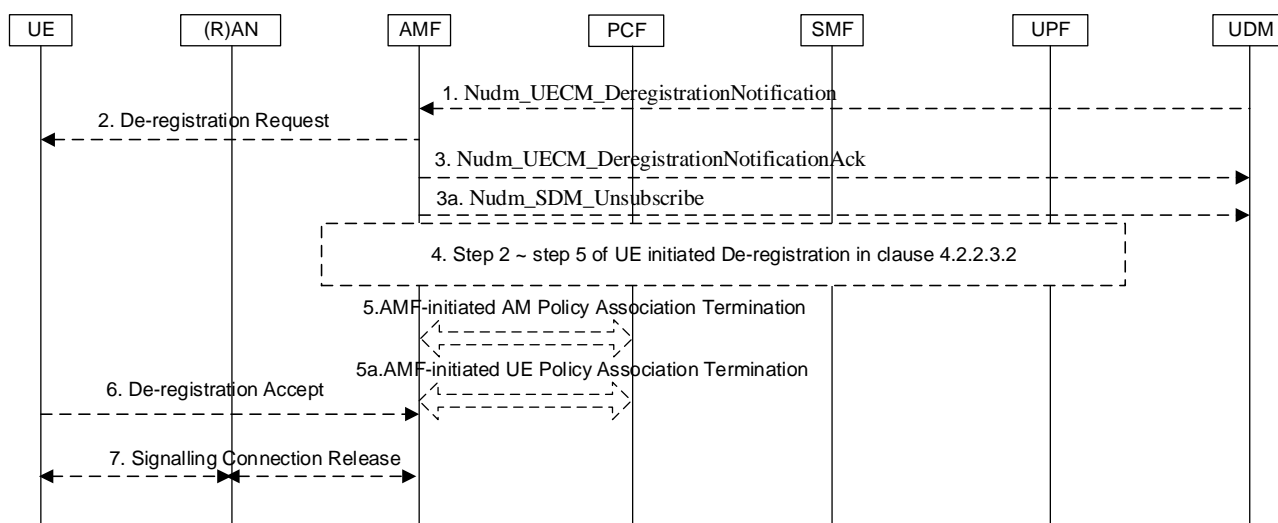 UE (R)AN AMF PCF SMF UPF UDM
1. Nudm_UECM_DeregistrationNotification
2. De-registration Request
3. Nudm_UECM_DeregistrationNotificationAck
3a. Nudm_SDM_Unsubscribe
4. Step 2 ~ step 5 of UE initiated De-registration in clause 4.2.2.3.2
5.AMF-initiated AM Policy Association Termination
5a.AMF-initiated UE Policy Association Termination
6. De-registration Accept
7. Signalling Connection Release